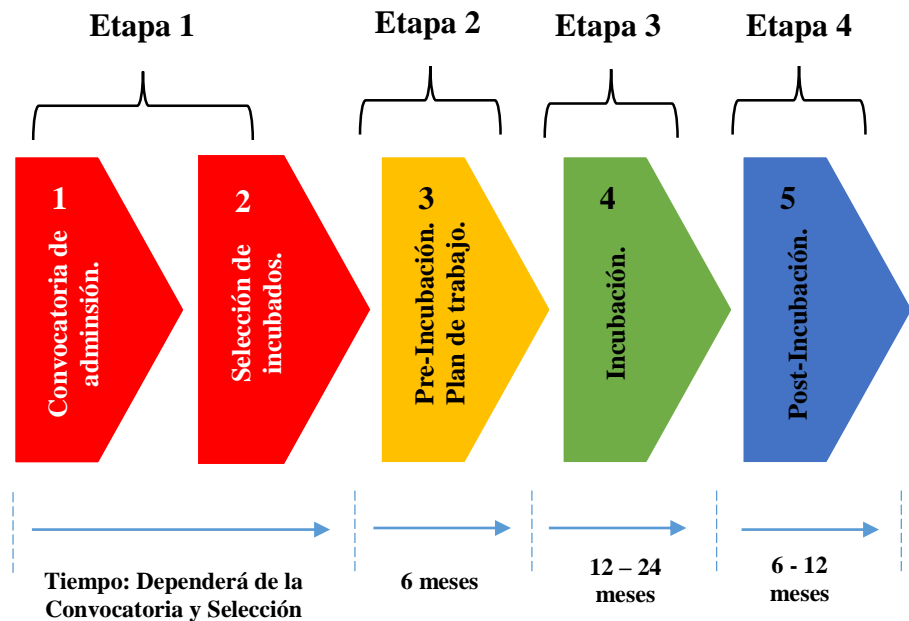 Etapa 1
Etapa 2
Etapa 3
Etapa 4
1
Convocatoria de
adminsión.
2
Selección de
incubados.
3
Pre-Incubación.
Plan de trabajo.
4
Incubación.
5
Post-Incubación.
Tiempo: Dependerá de la
Convocatoria y Selección
6 meses
12 – 24
meses
6 - 12
meses